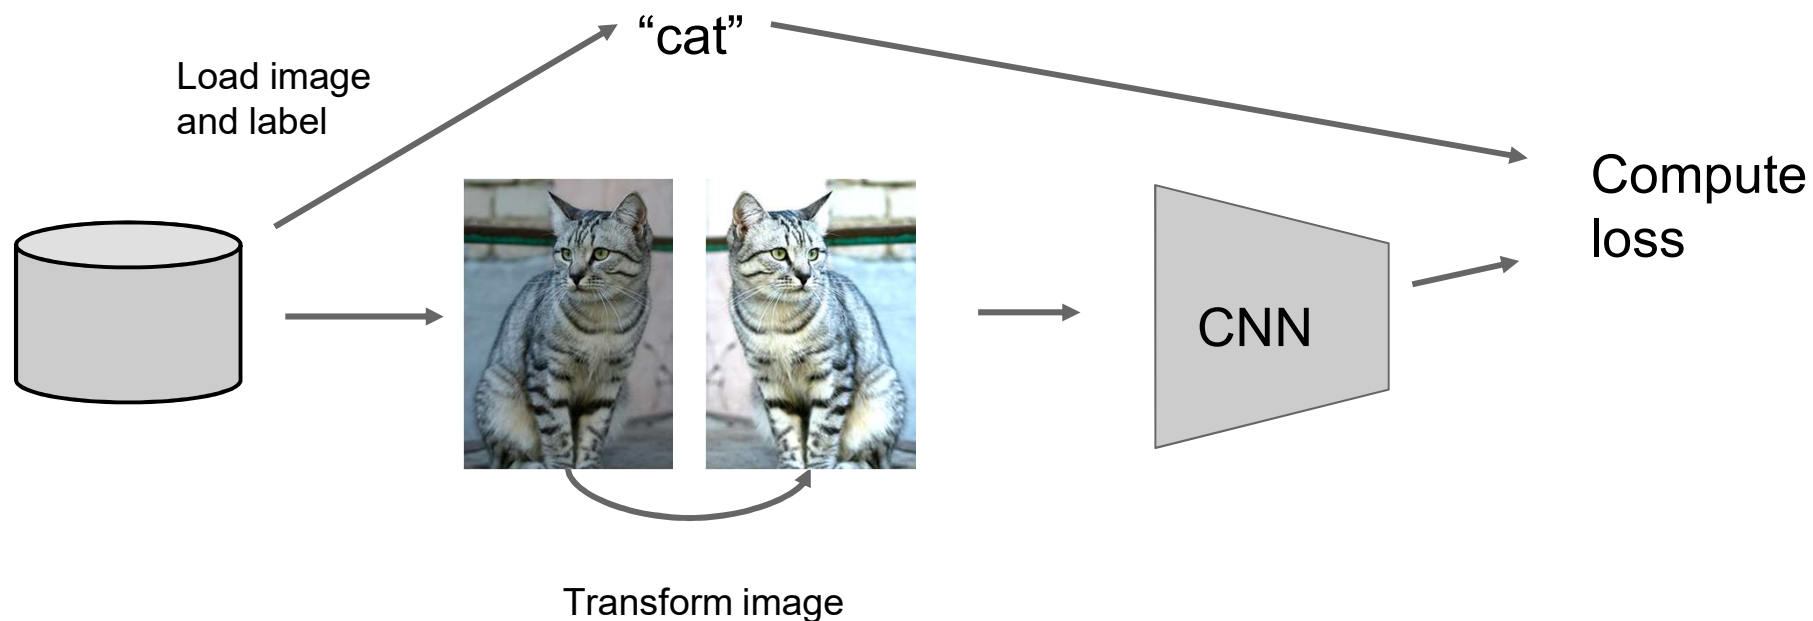 “cat”
Load image
and label
Compute
loss
CNN
Transform image